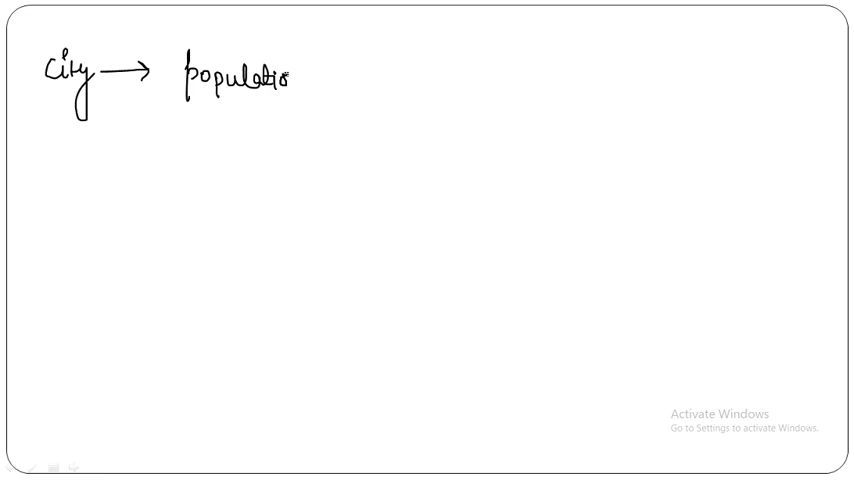 city → populatio
Activate Windows
Go to Settings to activate Windows.